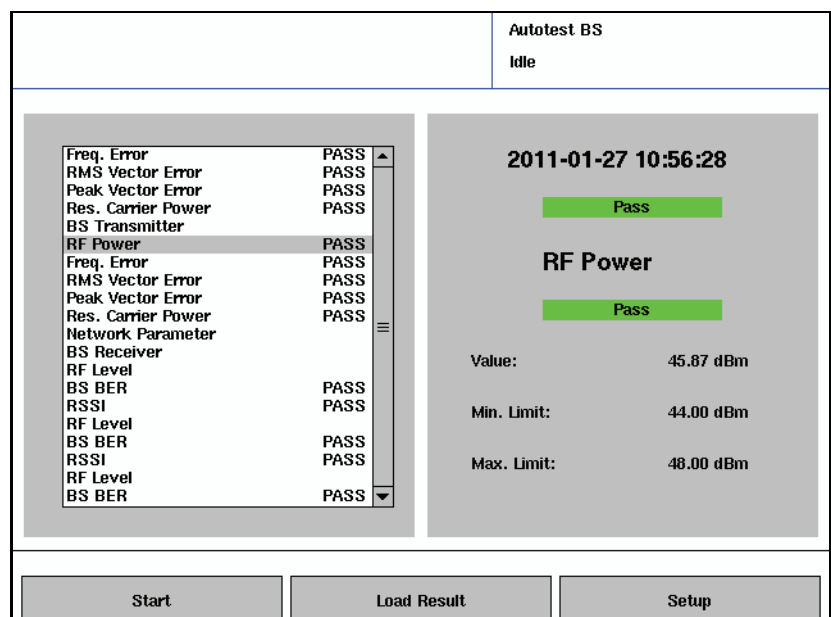 Autotest BS
Idle
Freq. Error PASS
RMS Vector Error PASS
Peak Vector Error PASS
Res. Carrier Power PASS
BS Transmitter
RF Power PASS
Freq. Error PASS
RMS Vector Error PASS
Peak Vector Error PASS
Res. Carrier Power PASS
Network Parameter
BS Receiver
RF Level
BS BER PASS
RSSI PASS
RF Level
BS BER PASS
RSSI PASS
RF Level
BS BER PASS
2011-01-27 10:56:28
Pass
RF Power
Pass
Value: 45.87 dBm
Min. Limit: 44.00 dBm
Max. Limit: 48.00 dBm
Start Load Result Setup